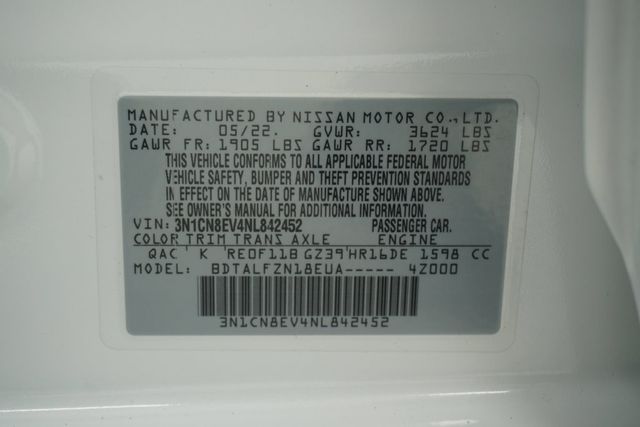 MANUFACTURED BY NISSAN MOTOR CO.,LTD.
DATE: 05/22. GVWR: 3624 LBS
GAWR FR: 1905 LBS GAWR RR: 1720 LBS
THIS VEHICLE CONFORMS TO ALL APPLICABLE FEDERAL MOTOR
VEHICLE SAFETY, BUMPER AND THEFT PREVENTION STANDARDS
IN EFFECT ON THE DATE OF MANUFACTURE SHOWN ABOVE.
SEE OWNER'S MANUAL FOR ADDITIONAL INFORMATION.
VIN: 3N1CN8EV4NL842452 PASSENGER CAR.
COLOR TRIM TRANS AXLE ENGINE
QAC' K 'RE0F11B GZ39'HR16DE 1598 CC
MODEL: BDTALFZN18EUA----- 4Z000
3N1CN8EV4NL842452